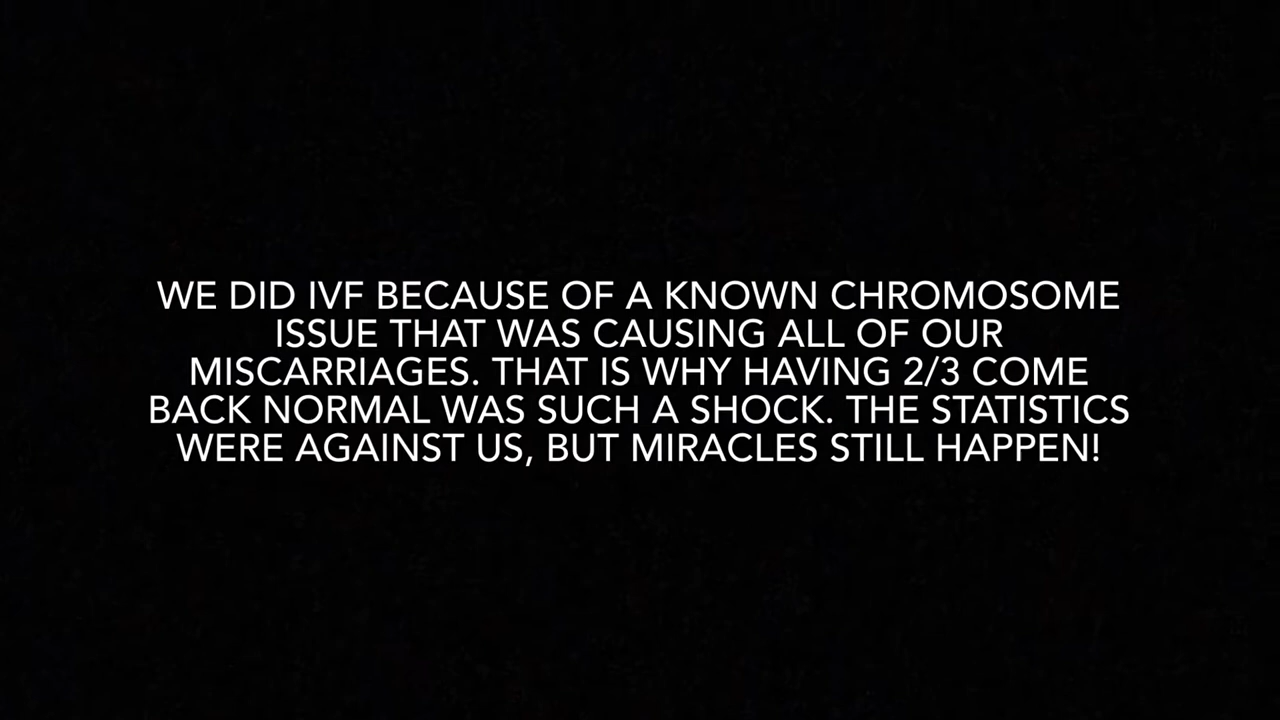 WE DID IVF BECAUSE OF A KNOWN CHROMOSOME
ISSUE THAT WAS CAUSING ALL OF OUR
MISCARRIAGES. THAT IS WHY HAVING 2/3 COME
BACK NORMAL WAS SUCH A SHOCK. THE STATISTICS
WERE AGAINST US, BUT MIRACLES STILL HAPPEN!